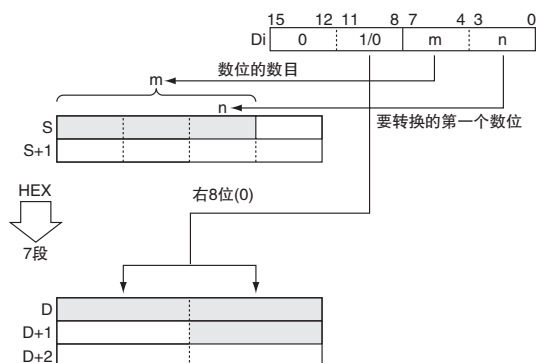 15 12 11 8 7 4 3 0
Di 0 1/0 m n
数位的数目
m
n
要转换的第一个数位
S
S+1
HEX
右8位(0)
7段
D
D+1
D+2